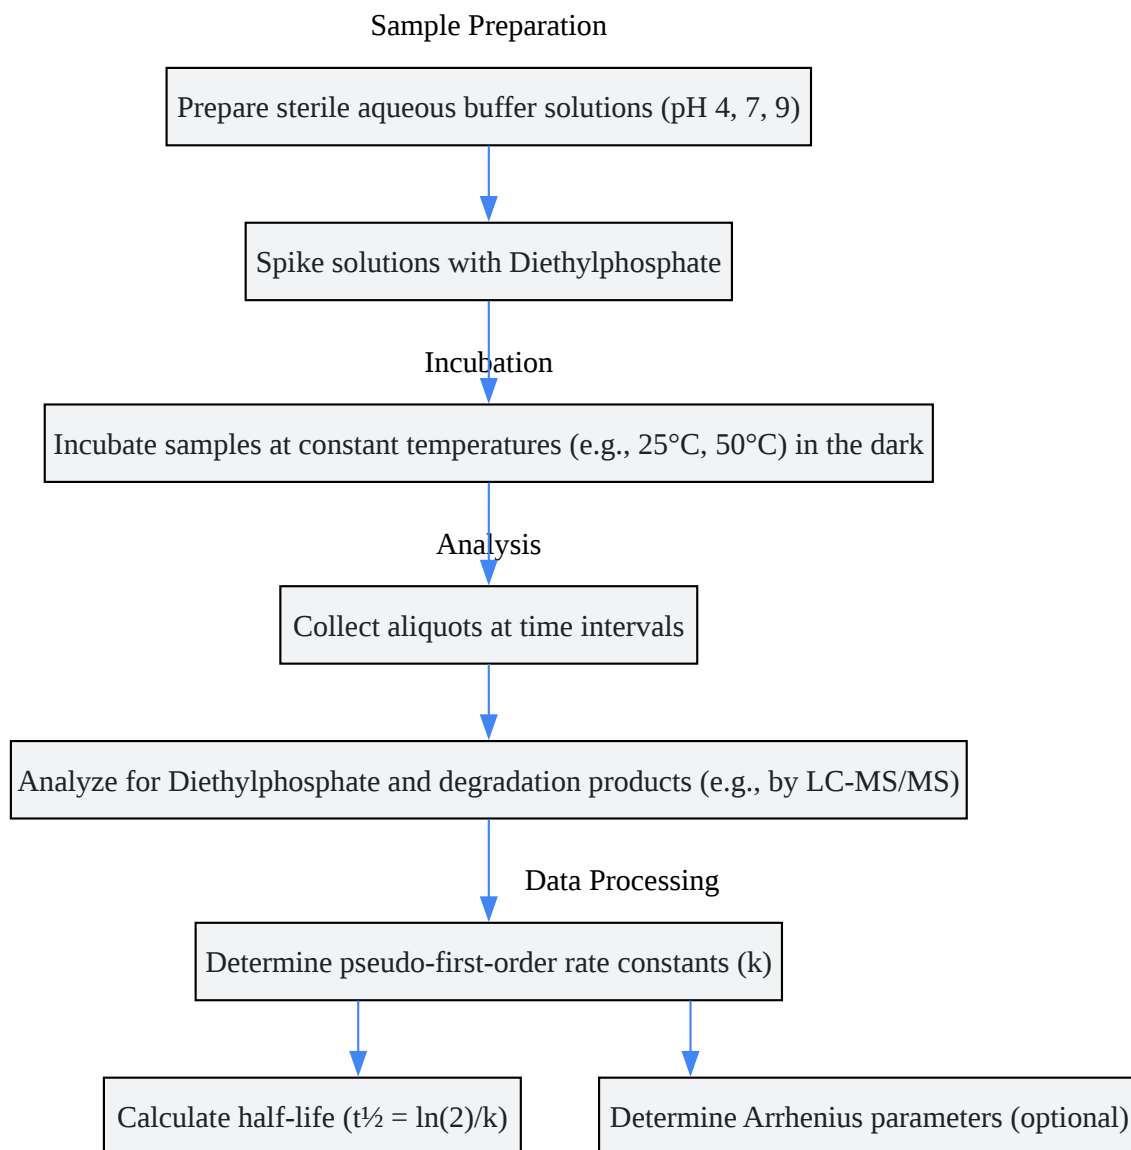 Sample Preparation
Prepare sterile aqueous buffer solutions (pH 4, 7, 9)
Spike solutions with Diethylphosphate
Incubation
Incubate samples at constant temperatures (e.g., 25°C, 50°C) in the dark
Analysis
Collect aliquots at time intervals
Analyze for Diethylphosphate and degradation products (e.g., by LC-MS/MS)
Data Processing
Determine pseudo-first-order rate constants (k)
Calculate half-life (t½ = ln(2)/k)
Determine Arrhenius parameters (optional)